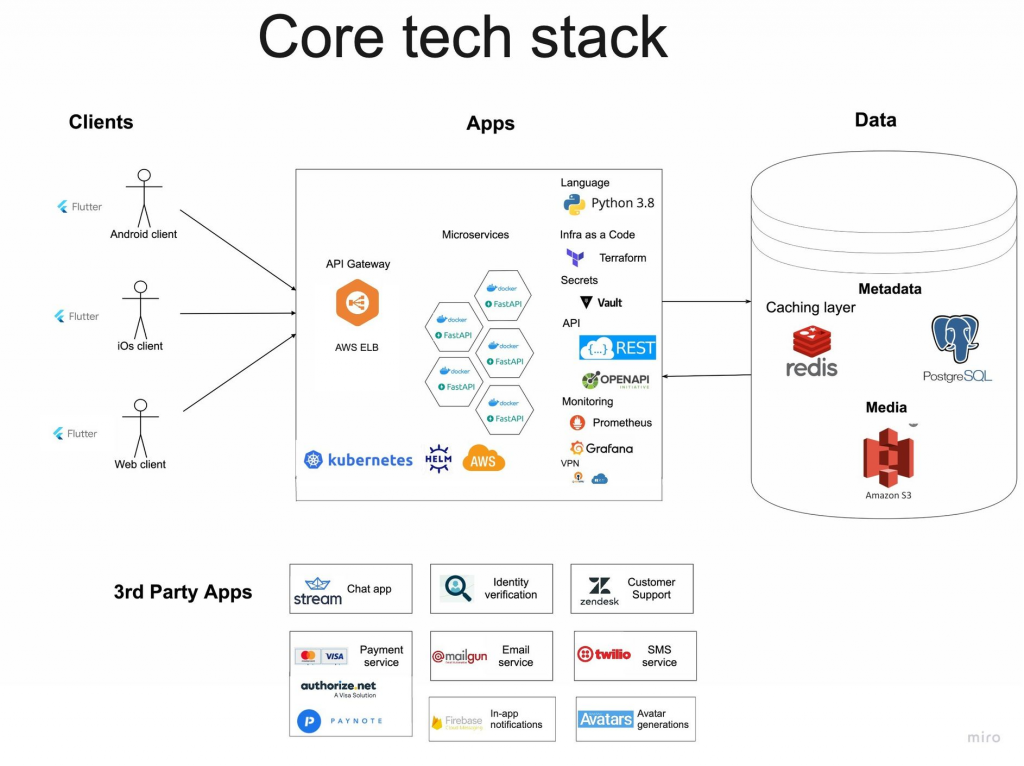 Core tech stack
Clients
Apps
Data
Flutter
Android client
Flutter
iOs client
Flutter
Web client
API Gateway
AWS ELB
Microservices
docker
FastAPI
docker
FastAPI
docker
FastAPI
docker
FastAPI
docker
FastAPI
kubernetes
HELM
AWS
Language
Python 3.8
Infra as a Code
Terraform
Secrets
Vault
API
{...} REST
OPENAPI
INITIATIVE
Monitoring
Prometheus
Grafana
VPN
Metadata
Caching layer
redis
PostgreSQL
Media
Amazon S3
3rd Party Apps
stream
Chat app
Identity
verification
zendesk
Customer
Support
VISA
Payment
service
authorize.net
A Visa Solution
P PAYNOTE
@mailgun
Email
service
twilio
SMS
service
Firebase
Cloud Messaging
In-app
notifications
Avatars
Avatar
generations
miro